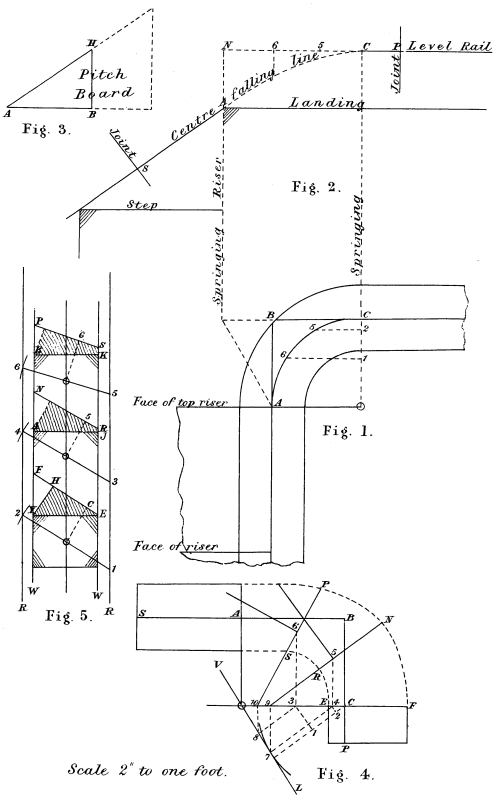 H
Pitch
Board
A
B
Fig. 3.
N
6
5
C
P
Level Rail
Joint
Centre falling line
A
Landing
Joint
S
Riser
Fig. 2.
Step
Springing
Springing
B
C
5
2
6
1
A
Face of top riser
Fig. 1.
Face of riser
P
6
S
B
K
6
5
N
5
A
R
J
4
3
F
H
C
E
2
1
W
W
R
R
Fig. 5.
S
A
B
P
N
6
S
5
R
V
10
9
3
E
4
C
F
2
1
8
7
P
L
Scale 2" to one foot.
Fig. 4.